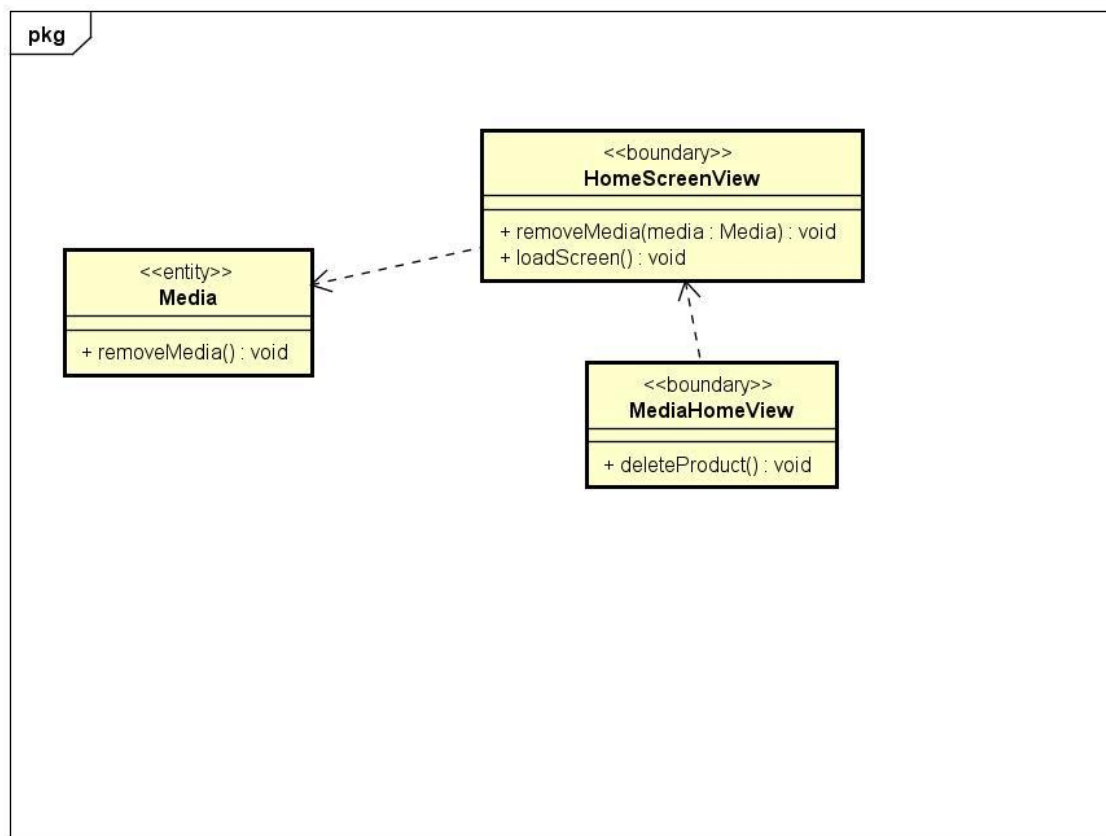 pkg
<<boundary>>
HomeScreenView
+ removeMedia(media : Media) : void
+ loadScreen() : void
<<entity>>
Media
+ removeMedia() : void
<<boundary>>
MediaHomeView
+ deleteProduct() : void